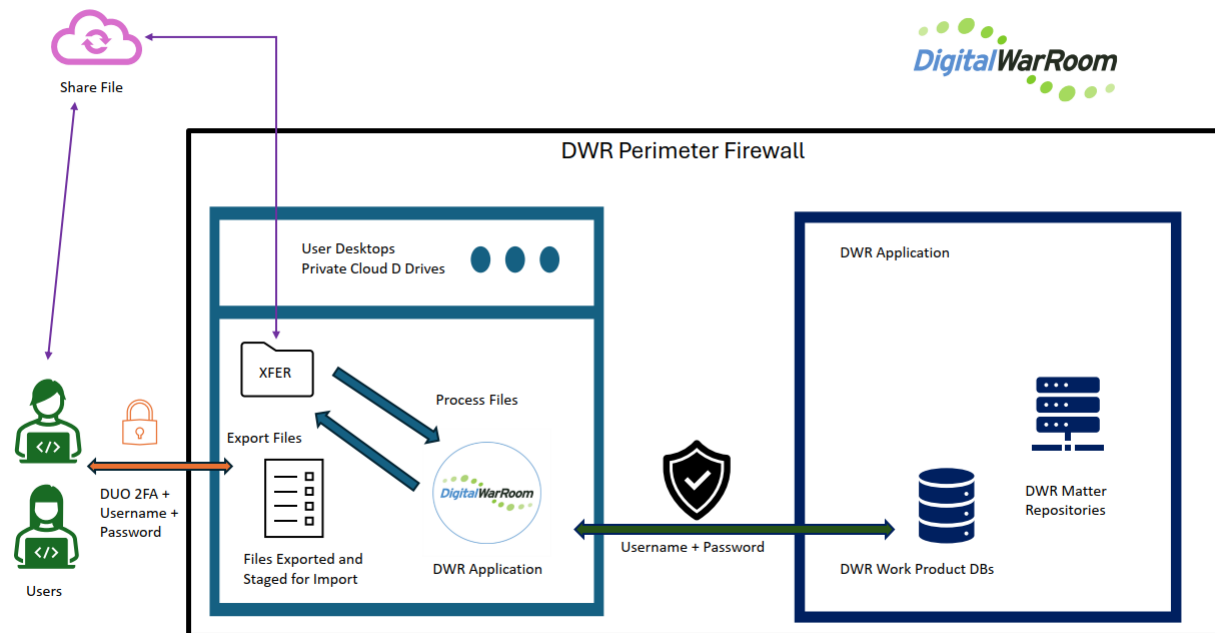 DigitalWarRoom
Share File
DWR Perimeter Firewall
User Desktops
Private Cloud D Drives
DWR Application
XFER
Process Files
Export Files
DigitalWarRoom
DUO 2FA +
Username +
Password
Files Exported and
Staged for Import
DWR Application
Username + Password
DWR Matter
Repositories
DWR Work Product DBs
Users